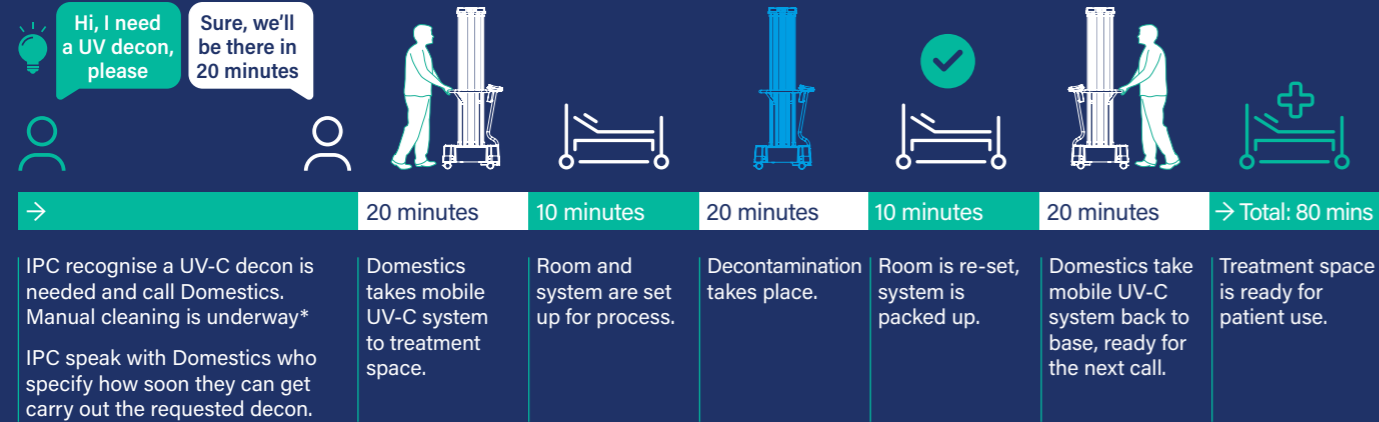 Hi, I need
a UV decon,
please
Sure, we'll
be there in
20 minutes
→
20 minutes
10 minutes
20 minutes
10 minutes
20 minutes
→ Total: 80 mins
IPC recognise a UV-C decon is
needed and call Domestics.
Manual cleaning is underway*
IPC speak with Domestics who
specify how soon they can get
carry out the requested decon.
Domestics
takes mobile
UV-C system
to treatment
space.
Room and
system are set
up for process.
Decontamination
takes place.
Room is re-set,
system is
packed up.
Domestics take
mobile UV-C
system back to
base, ready for
the next call.
Treatment space
is ready for
patient use.